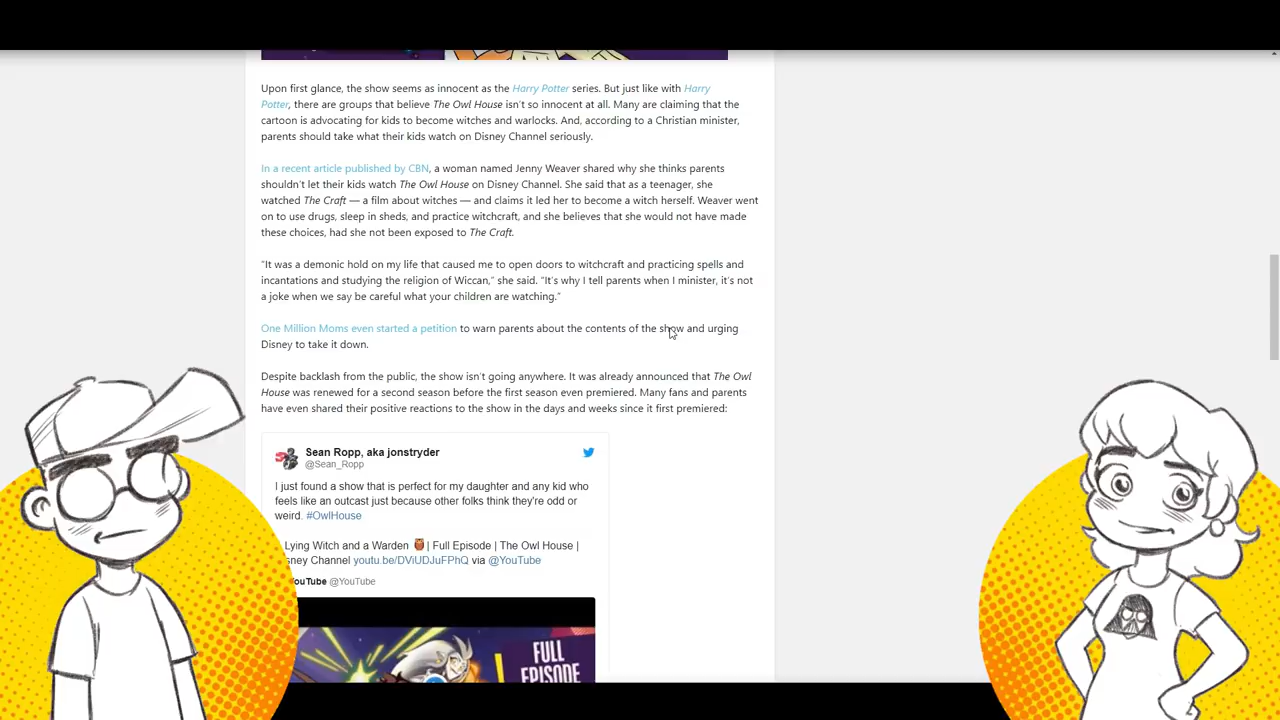 Upon first glance, the show seems as innocent as the Harry Potter series. But just like with Harry
Potter, there are groups that believe The Owl House isn't so innocent at all. Many are claiming that the
cartoon is advocating for kids to become witches and warlocks. And, according to a Christian minister,
parents should take what their kids watch on Disney Channel seriously.
In a recent article published by CBN, a woman named Jenny Weaver shared why she thinks parents
shouldn't let their kids watch The Owl House on Disney Channel. She said that as a teenager, she
watched The Craft — a film about witches — and claims it led her to become a witch herself. Weaver went
on to use drugs, sleep in sheds, and practice witchcraft, and she believes that she would not have made
these choices, had she not been exposed to The Craft.
"It was a demonic hold on my life that caused me to open doors to witchcraft and practicing spells and
incantations and studying the religion of Wiccan," she said. "It's why I tell parents when I minister, it's not
a joke when we say be careful what your children are watching."
One Million Moms even started a petition to warn parents about the contents of the show and urging
Disney to take it down.
Despite backlash from the public, the show isn't going anywhere. It was already announced that The Owl
House was renewed for a second season before the first season even premiered. Many fans and parents
have even shared their positive reactions to the show in the days and weeks since it first premiered:
Sean Ropp, aka jonstryder
@Sean_Ropp
I just found a show that is perfect for my daughter and any kid who
feels like an outcast just because other folks think they're odd or
weird. #OwlHouse
Lying Witch and a Warden 🦉 | Full Episode | The Owl House |
sney Channel youtu.be/DViUDJuFPhQ via @YouTube
ouTube @YouTube
FULL
EPISODE